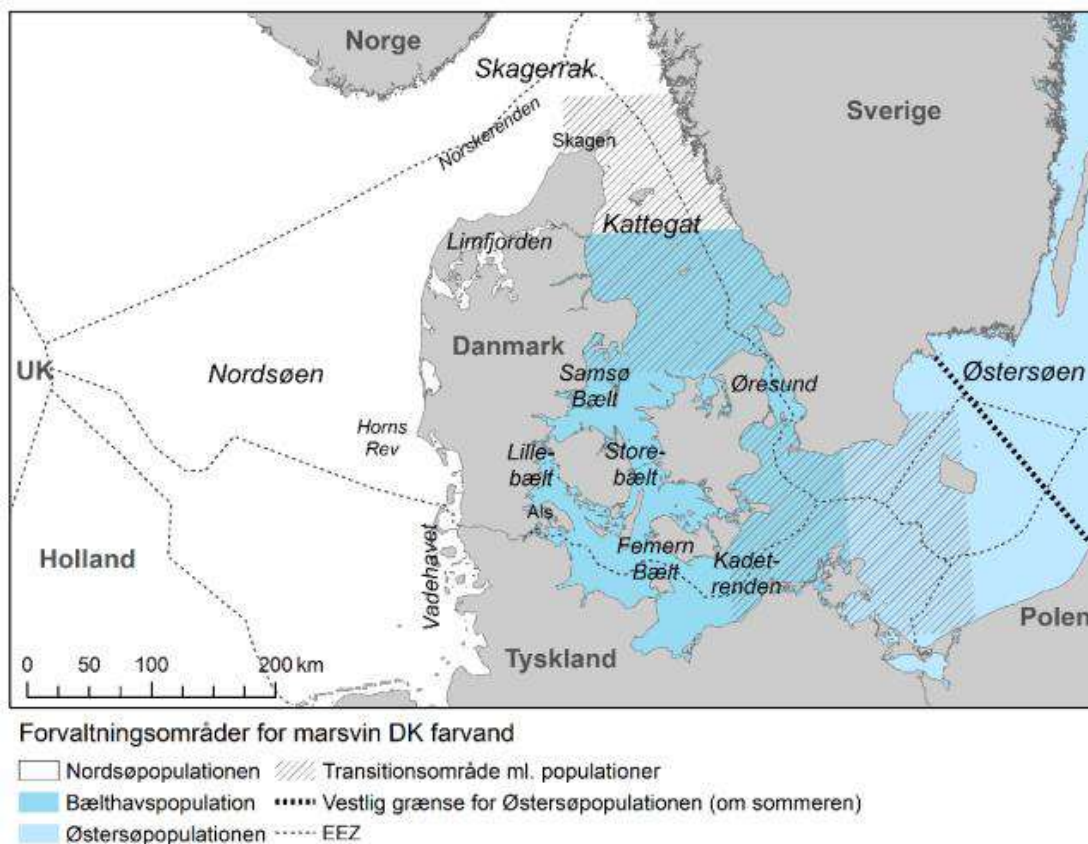 Norge
Skagerrak
Sverige
Norskerenden
Skagen
Kattegat
Limfjorden
Danmark
UK
Nordsøen
Samsø
Bælt
Øresund
Østersøen
Horns
Rev
Lille-
bælt
Store-
bælt
Als
Femern
Bælt
Kadet-
renden
Holland
Vadehavet
Polen
Tyskland
0 50 100 200 km
Forvaltningsområder for marsvin DK farvand
Nordsøpopulationen
Transitionsområde ml. populationer
Bælthavspopulation
Vestlig grænse for Østersøpopulationen (om sommeren)
Østersøpopulationen
EEZ